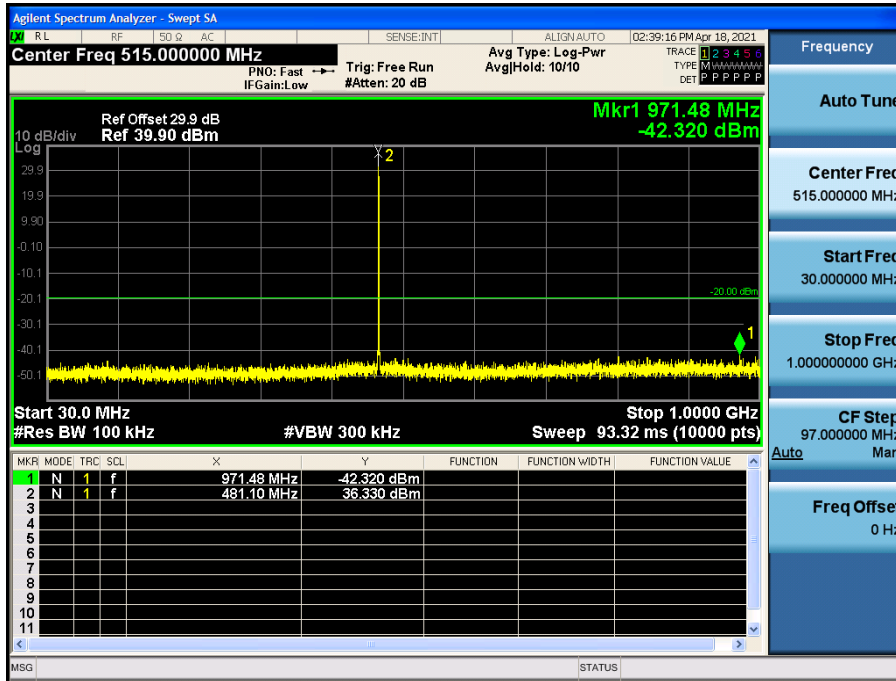 Agilent Spectrum Analyzer - Swept SA
LXI RL RF 50 Ω AC SENSE:INT ALIGN AUTO 02:39:16 PM Apr 18, 2021
Center Freq 515.000000 MHz
PNO: Fast
IFGain:Low
Trig: Free Run
#Atten: 20 dB
Avg Type: Log-Pwr
Avg|Hold: 10/10
TRACE 1 2 3 4 5 6
TYPE M WWWWW
DET P P P P P P
Ref Offset 29.9 dB
10 dB/div Ref 39.90 dBm
Log
Mkr1 971.48 MHz
-42.320 dBm
29.9
19.9
9.90
-0.10
-10.1
-20.1
-30.1
-40.1
-50.1
2
-20.00 dBm
1
Start 30.0 MHz Stop 1.0000 GHz
#Res BW 100 kHz #VBW 300 kHz Sweep 93.32 ms (10000 pts)
MKR MODE TRC SCL X Y FUNCTION FUNCTION WIDTH FUNCTION VALUE
1 N 1 f 971.48 MHz -42.320 dBm
2 N 1 f 481.10 MHz 36.330 dBm
3
4
5
6
7
8
9
10
11
MSG STATUS
Frequency
Auto Tune
Center Freq
515.000000 MHz
Start Freq
30.000000 MHz
Stop Freq
1.000000000 GHz
CF Step
97.000000 MHz
Auto Man
Freq Offset
0 Hz